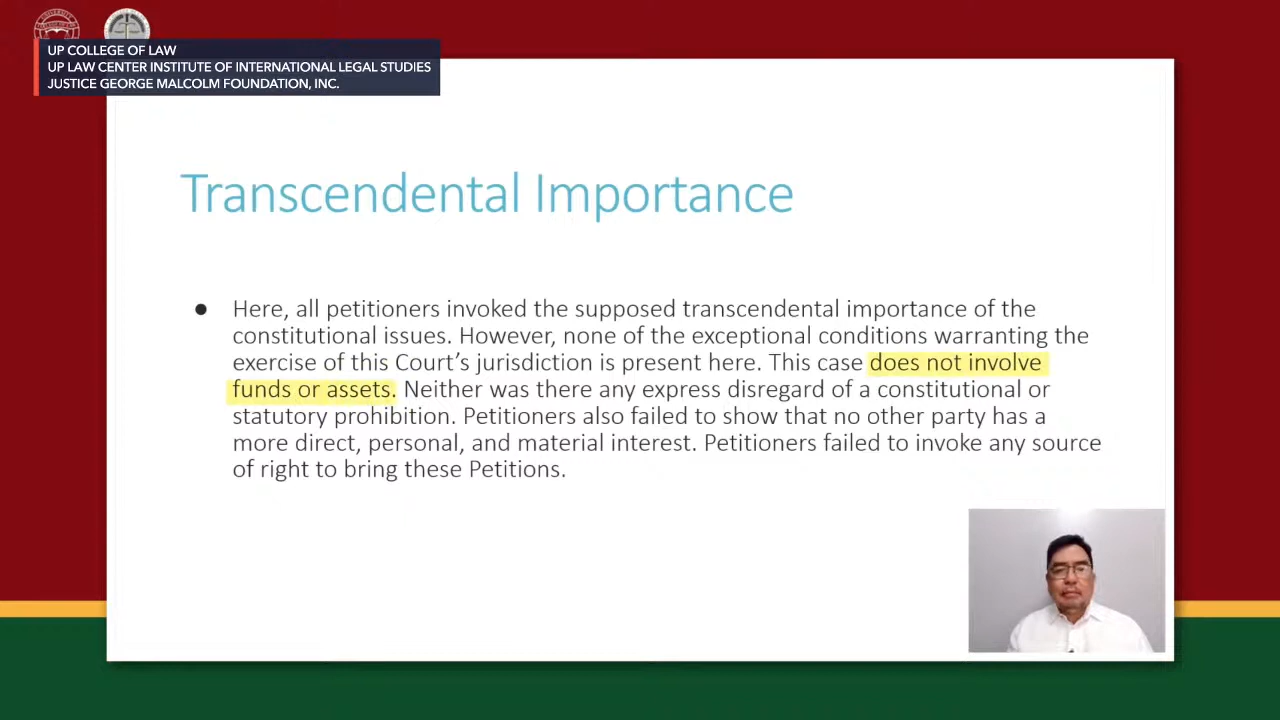 UP COLLEGE OF LAW
UP LAW CENTER INSTITUTE OF INTERNATIONAL LEGAL STUDIES
JUSTICE GEORGE MALCOLM FOUNDATION, INC.
Transcendental Importance
● Here, all petitioners invoked the supposed transcendental importance of the
constitutional issues. However, none of the exceptional conditions warranting the
exercise of this Court's jurisdiction is present here. This case does not involve
funds or assets. Neither was there any express disregard of a constitutional or
statutory prohibition. Petitioners also failed to show that no other party has a
more direct, personal, and material interest. Petitioners failed to invoke any source
of right to bring these Petitions.